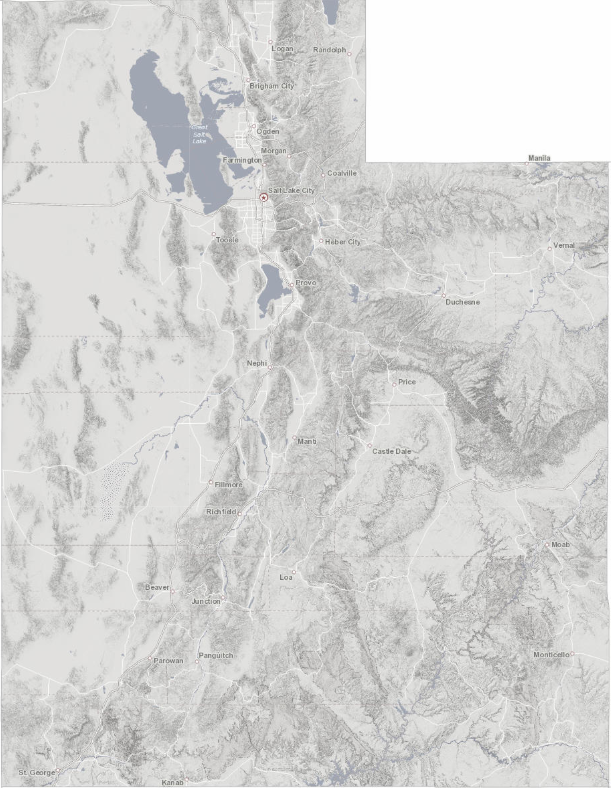 Logan
Randolph
Brigham City
Great
Salt
Lake
Ogden
Morgan
Farmington
Manila
Coalville
Salt Lake City
Tooele
Heber City
Vernal
Provo
Duchesne
Nephi
Price
Manti
Castle Dale
Fillmore
Richfield
Moab
Loa
Beaver
Junction
Panguitch
Monticello
Parowan
St. George
Kanab